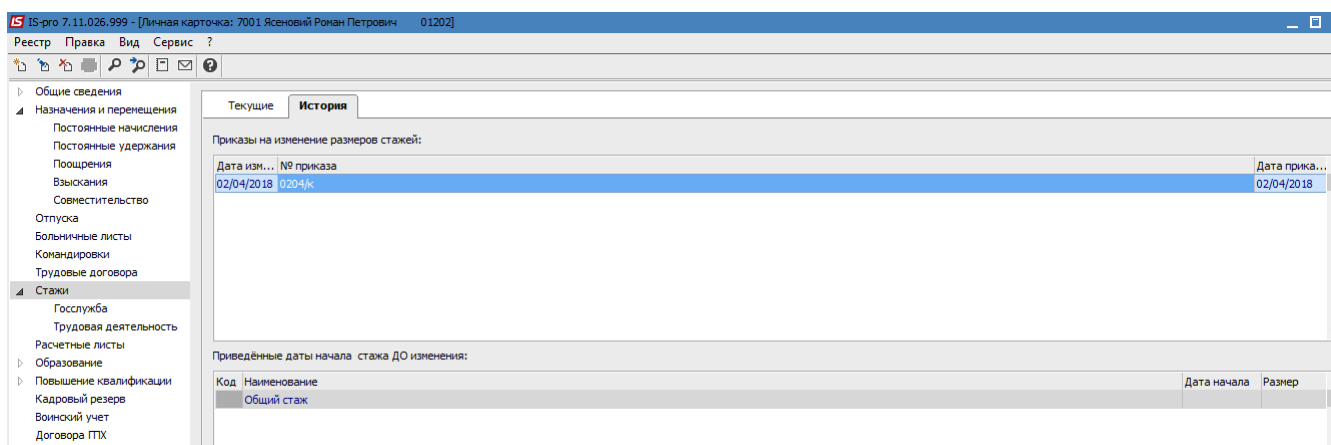 IS IS-pro 7.11.026.999 - [Личная карточка: 7001 Ясеновий Роман Петрович 01202]
Реестр Правка Вид Сервис ?
Общие сведения
Назначения и перемещения
Постоянные начисления
Постоянные удержания
Поощрения
Взыскания
Совместительство
Отпуска
Больничные листы
Командировки
Трудовые договора
Стажи
Госслужба
Трудовая деятельность
Расчетные листы
Образование
Повышение квалификации
Кадровый резерв
Воинский учет
Договора ГПХ
Текущие История
Приказы на изменение размеров стажей:
Дата изм... № приказа Дата прика...
02/04/2018 0204/к 02/04/2018
Приведённые даты начала стажа ДО изменения:
Код Наименование Дата начала Размер
Общий стаж